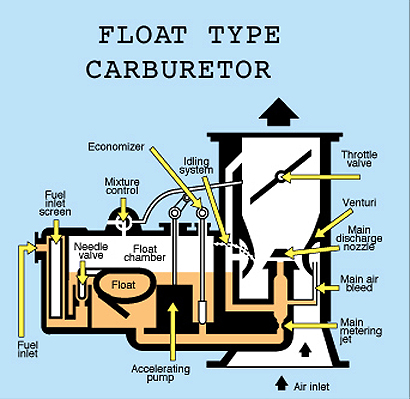 FLOAT TYPE
CARBURETOR
Economizer
Idling
system
Throttle
valve
Mixture
control
Fuel
inlet
screen
Venturi
Needle
valve
Float
chamber
Main
discharge
nozzle
Float
Main air
bleed
Main
metering
jet
Fuel
inlet
Accelerating
pump
Air inlet